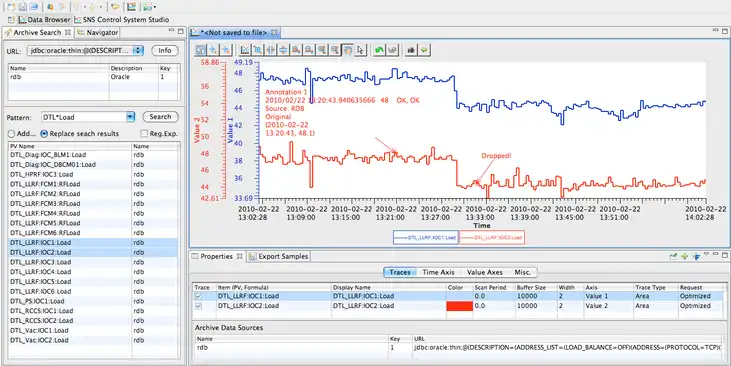 Data Browser SNS Control System Studio
Archive Search Navigator
URL: jdbc:oracle:thin:@(DESCRIPT... Info
Name Description Key
rdb Oracle 1
Pattern: DTL*Load Search
Add... Replace seach results Reg.Exp.
PV Name Name
DTL_Diag:IOC_BLM1:Load rdb
DTL_Diag:IOC_DBCM01:Load rdb
DTL_HPRF:IOC3:Load rdb
DTL_LLRF:FCM1:RFLoad rdb
DTL_LLRF:FCM2:RFLoad rdb
DTL_LLRF:FCM3:RFLoad rdb
DTL_LLRF:FCM4:RFLoad rdb
DTL_LLRF:FCM5:RFLoad rdb
DTL_LLRF:FCM6:RFLoad rdb
DTL_LLRF:IOC1:Load rdb
DTL_LLRF:IOC2:Load rdb
DTL_LLRF:IOC3:Load rdb
DTL_LLRF:IOC4:Load rdb
DTL_LLRF:IOC5:Load rdb
DTL_LLRF:IOC6:Load rdb
DTL_PS:IOC1:Load rdb
DTL_RCCS:IOC1:Load rdb
DTL_RCCS:IOC2:Load rdb
DTL_Vac:IOC1:Load rdb
DTL_Vac:IOC2:Load rdb
*<Not saved to file>
58.86
56
54
52
50
48
46
44
42.61
Value 2
49.19
48
46
44
42
40
38
36
33.69
Value 1
Annotation 1
2010/02/22 13:20:43.940635666 48 OK, OK
Source: RDB
Original
(2010-02-22
13:20:43, 48.1)
Dropped!
2010-02-22 2010-02-22 2010-02-22 2010-02-22 2010-02-22 2010-02-22 2010-02-22 2010-02-22 2010-02-22
13:02:28 13:09:00 13:15:00 13:21:00 13:27:00 13:33:00 13:39:00 13:45:00 13:51:00 14:02:28
Time
DTL_LLRF:IOC1:Load DTL_LLRF:IOC2:Load
Properties Export Samples
Traces Time Axis Value Axes Misc.
Trace Item (PV, Formula) Display Name Color Scan Period Buffer Size Width Axis Trace Type Request
DTL_LLRF:IOC1:Load DTL_LLRF:IOC1:Load 0.0 10000 2 Value 1 Area Optimized
DTL_LLRF:IOC2:Load DTL_LLRF:IOC2:Load 0.0 10000 2 Value 2 Area Optimized
Archive Data Sources
Name Key URL
rdb 1 jdbc:oracle:thin:@(DESCRIPTION=(ADDRESS_LIST=(LOAD_BALANCE=OFF)(ADDRESS=(PROTOCOL=TCP)(